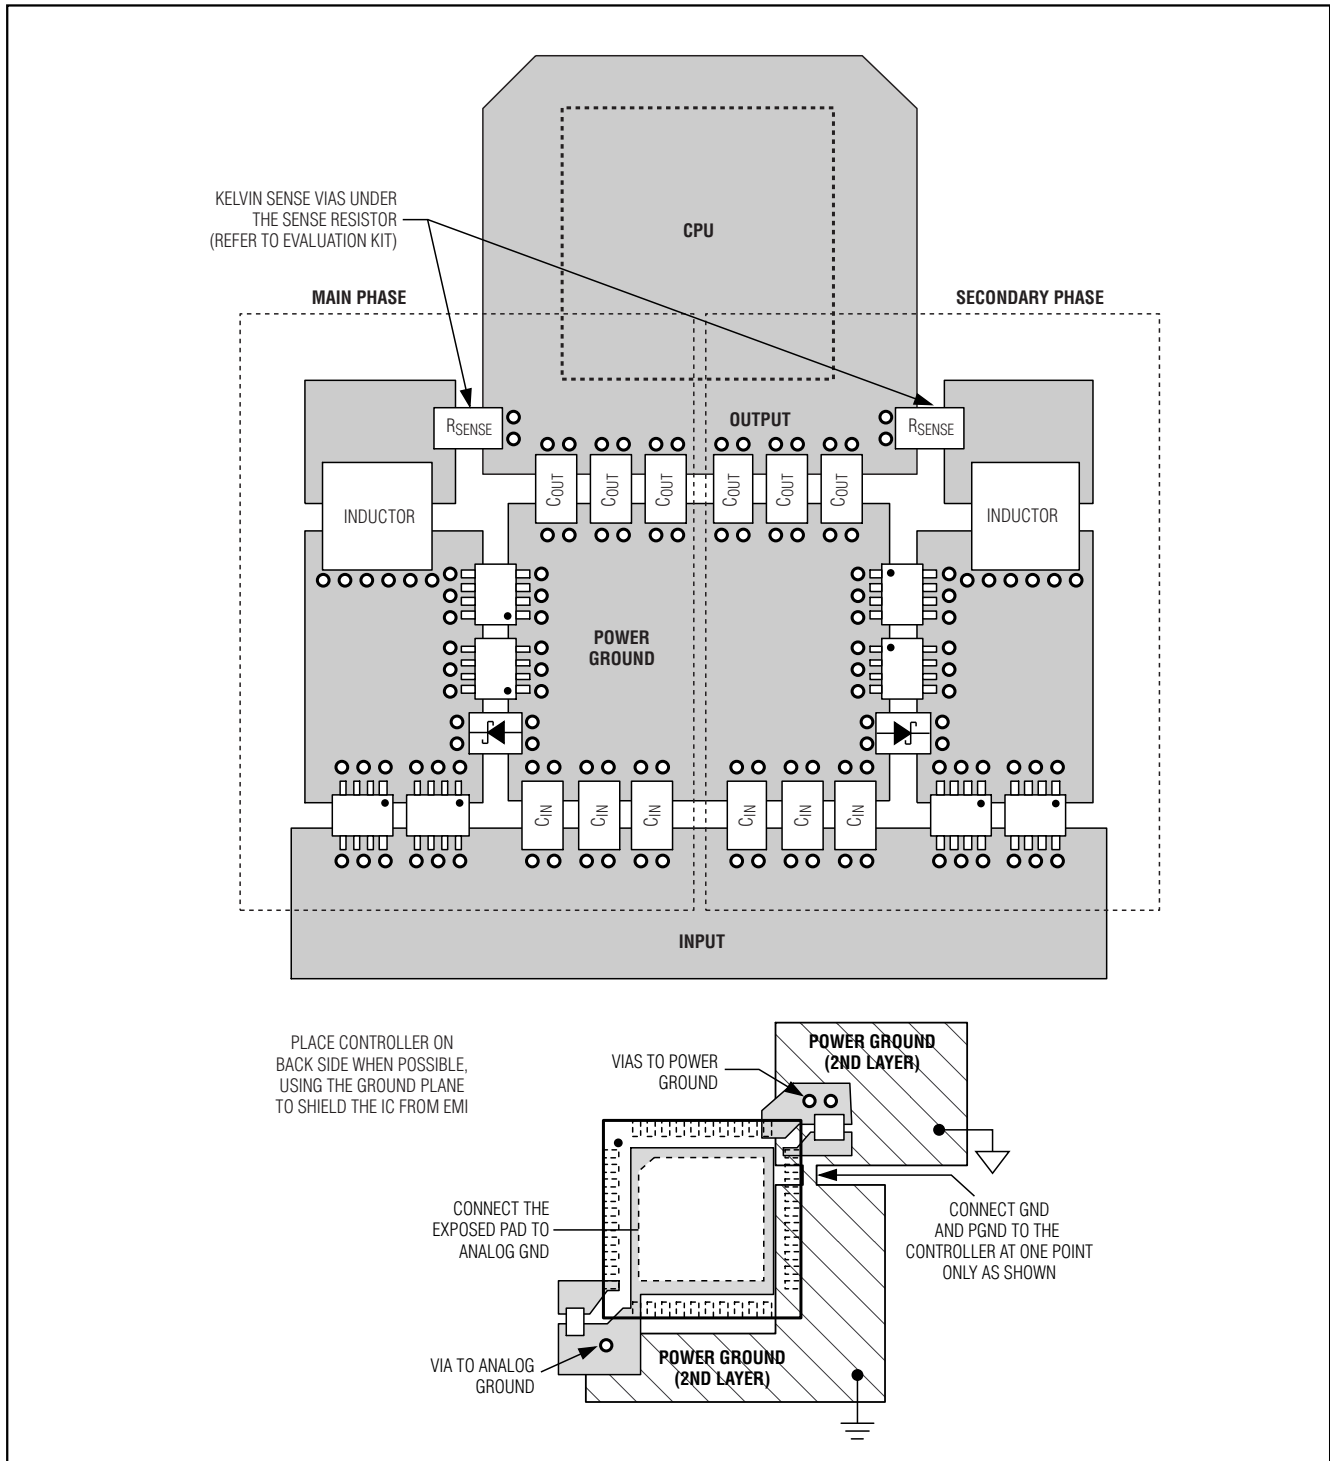 CPU
KELVIN SENSE VIAS UNDER
THE SENSE RESISTOR
(REFER TO EVALUATION KIT)
MAIN PHASE
SECONDARY PHASE
RSENSE
OUTPUT
RSENSE
INDUCTOR
COUT
COUT
COUT
COUT
COUT
COUT
INDUCTOR
POWER
GROUND
CIN
CIN
CIN
CIN
CIN
CIN
INPUT
PLACE CONTROLLER ON
BACK SIDE WHEN POSSIBLE,
USING THE GROUND PLANE
TO SHIELD THE IC FROM EMI
VIAS TO POWER
GROUND
POWER GROUND
(2ND LAYER)
CONNECT THE
EXPOSED PAD TO
ANALOG GND
CONNECT GND
AND PGND TO THE
CONTROLLER AT ONE POINT
ONLY AS SHOWN
VIA TO ANALOG
GROUND
POWER GROUND
(2ND LAYER)